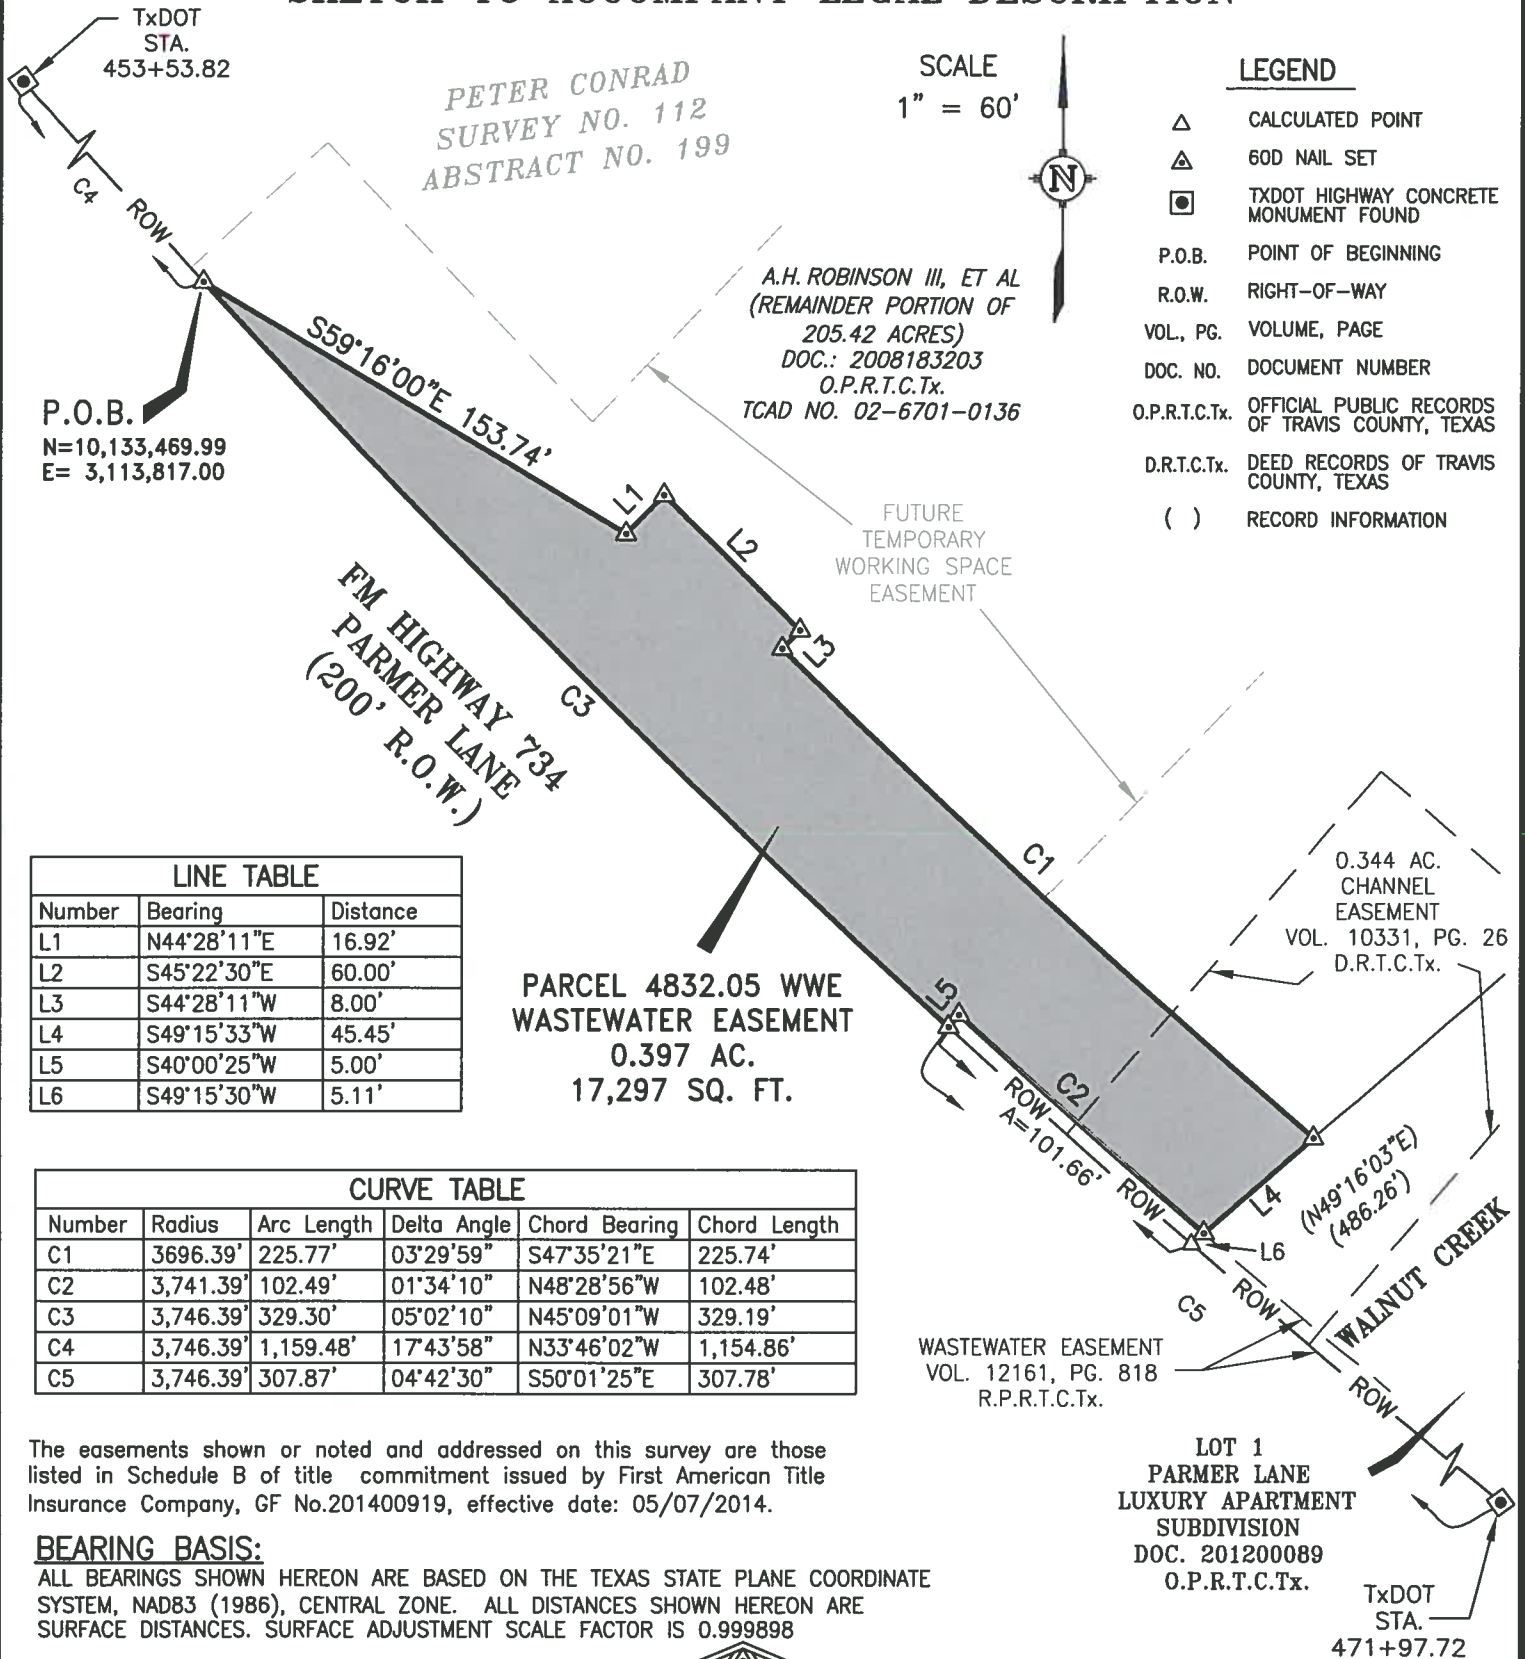 SKETCH TO ACCOMPANY LEGAL DESCRIPTION
TxDOT
STA.
453+53.82
PETER CONRAD
SURVEY NO. 112
ABSTRACT NO. 199
SCALE
1" = 60'
N
LEGEND
CALCULATED POINT
60D NAIL SET
TXDOT HIGHWAY CONCRETE
MONUMENT FOUND
P.O.B. POINT OF BEGINNING
R.O.W. RIGHT-OF-WAY
VOL., PG. VOLUME, PAGE
DOC. NO. DOCUMENT NUMBER
O.P.R.T.C.Tx. OFFICIAL PUBLIC RECORDS
OF TRAVIS COUNTY, TEXAS
D.R.T.C.Tx. DEED RECORDS OF TRAVIS
COUNTY, TEXAS
( ) RECORD INFORMATION
C4
ROW
A.H. ROBINSON III, ET AL
(REMAINDER PORTION OF
205.42 ACRES)
DOC.: 2008183203
O.P.R.T.C.Tx.
TCAD NO. 02-6701-0136
S59°16'00"E 153.74'
P.O.B.
N=10,133,469.99
E= 3,113,817.00
L1
L2
L3
FUTURE
TEMPORARY
WORKING SPACE
EASEMENT
FM HIGHWAY 734
PARMER LANE
(200' R.O.W.)
C3
C1
0.344 AC.
CHANNEL
EASEMENT
VOL. 10331, PG. 26
D.R.T.C.Tx.
LINE TABLE
Number Bearing Distance
L1 N44°28'11"E 16.92'
L2 S45°22'30"E 60.00'
L3 S44°28'11"W 8.00'
L4 S49°15'33"W 45.45'
L5 S40°00'25"W 5.00'
L6 S49°15'30"W 5.11'
PARCEL 4832.05 WWE
WASTEWATER EASEMENT
0.397 AC.
17,297 SQ. FT.
L5
C2
ROW
A=101.66'
ROW
L4
L6
(N49°16'03"E)
(486.26')
WALNUT CREEK
C5
ROW
ROW
CURVE TABLE
Number Radius Arc Length Delta Angle Chord Bearing Chord Length
C1 3696.39' 225.77' 03°29'59" S47°35'21"E 225.74'
C2 3,741.39' 102.49' 01°34'10" N48°28'56"W 102.48'
C3 3,746.39' 329.30' 05°02'10" N45°09'01"W 329.19'
C4 3,746.39' 1,159.48' 17°43'58" N33°46'02"W 1,154.86'
C5 3,746.39' 307.87' 04°42'30" S50°01'25"E 307.78'
WASTEWATER EASEMENT
VOL. 12161, PG. 818
R.P.R.T.C.Tx.
LOT 1
PARMER LANE
LUXURY APARTMENT
SUBDIVISION
DOC. 201200089
O.P.R.T.C.Tx.
TxDOT
STA.
471+97.72
The easements shown or noted and addressed on this survey are those
listed in Schedule B of title commitment issued by First American Title
Insurance Company, GF No.201400919, effective date: 05/07/2014.
BEARING BASIS:
ALL BEARINGS SHOWN HEREON ARE BASED ON THE TEXAS STATE PLANE COORDINATE
SYSTEM, NAD83 (1986), CENTRAL ZONE. ALL DISTANCES SHOWN HEREON ARE
SURFACE DISTANCES. SURFACE ADJUSTMENT SCALE FACTOR IS 0.999898